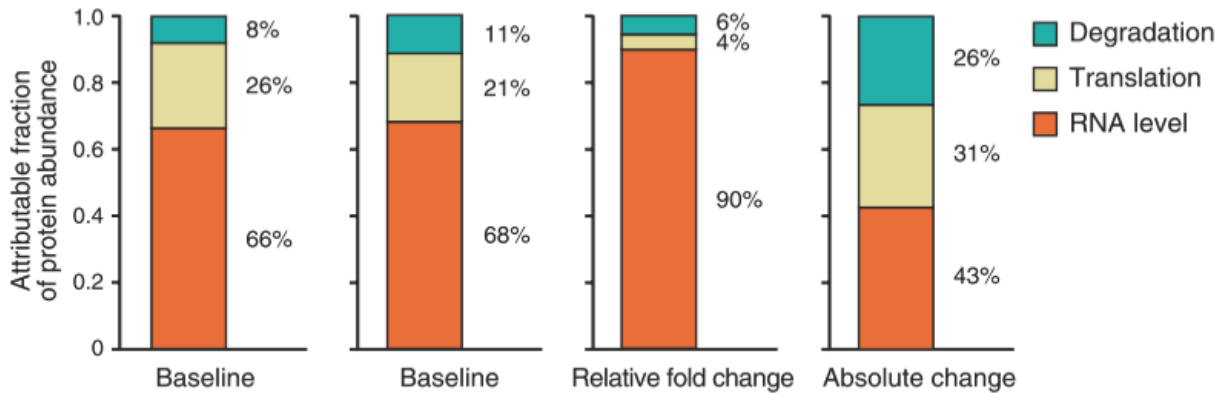 Attributable fraction
of protein abundance
1.0
0.8
0.6
0.4
0.2
0
8%
26%
66%
Baseline
11%
21%
68%
Baseline
6%
4%
90%
Relative fold change
26%
31%
43%
Absolute change
Degradation
Translation
RNA level